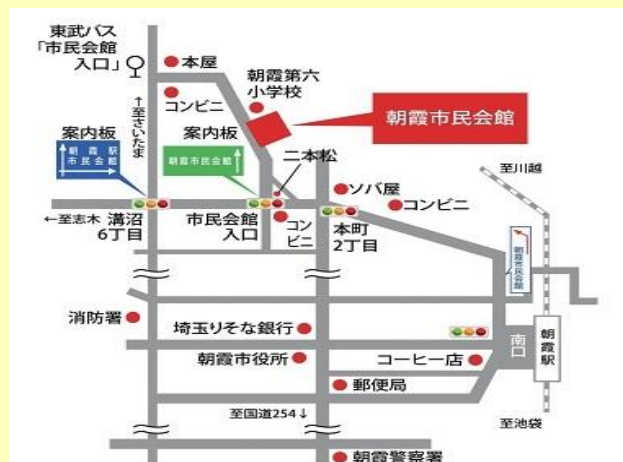 東武バス
「市民会館
入口」
本屋
コンビニ
朝霞第六
小学校
朝霞市民会館
↑至さいたま
案内板
朝霞駅
市民会館
案内板
朝霞市民会館
二本松
至川越
ソバ屋
コンビニ
←至志木
溝沼
6丁目
市民会館
入口
コン
ビニ
本町
2丁目
朝霞市民会館
消防署
埼玉りそな銀行
朝霞市役所
コーヒー店
南口
朝霞駅
郵便局
至国道254↓
至池袋
朝霞警察署